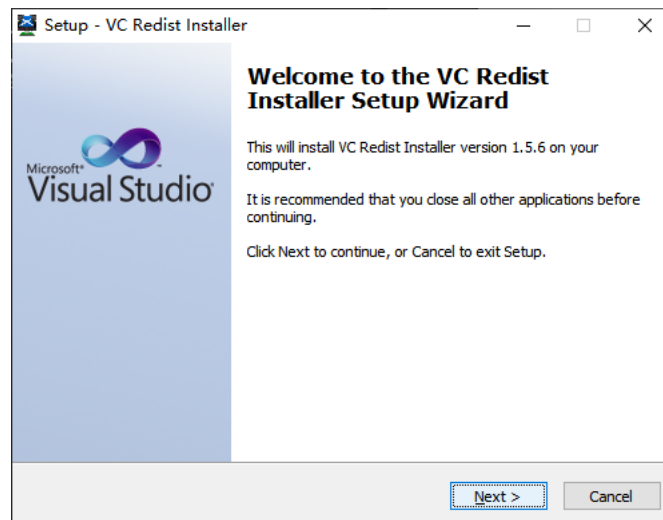 Setup - VC Redist Installer
Microsoft®
Visual Studio®
Welcome to the VC Redist
Installer Setup Wizard
This will install VC Redist Installer version 1.5.6 on your
computer.
It is recommended that you close all other applications before
continuing.
Click Next to continue, or Cancel to exit Setup.
Next >
Cancel